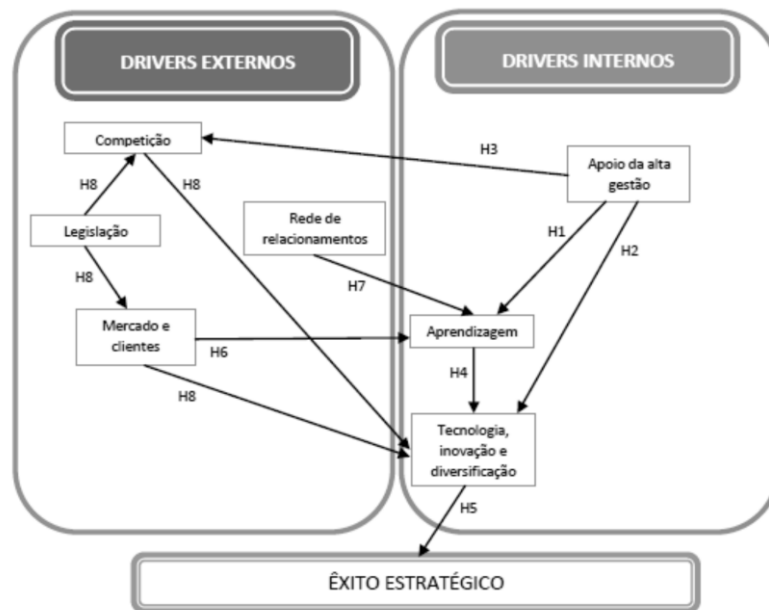 DRIVERS EXTERNOS
DRIVERS INTERNOS
Competição
H3
Apoio da alta
gestão
H8
H8
Rede de
relacionamentos
Legislação
H1
H2
H8
H7
Mercado e
clientes
Aprendizagem
H6
H4
H8
Tecnologia,
inovação e
diversificação
H5
ÊXITO ESTRATÉGICO